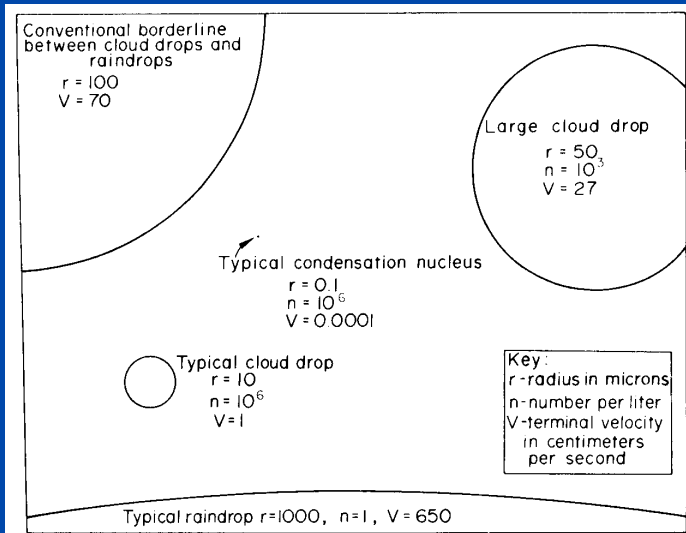 Conventional borderline
between cloud drops and
raindrops
r = 100
V = 70
Large cloud drop
r = 50
n = 10³
V = 27
Typical condensation nucleus
r = 0.1
n = 10⁶
V = 0.0001
Typical cloud drop
r = 10
n = 10⁶
V = 1
Key:
r-radius in microns
n-number per liter
V-terminal velocity
in centimeters
per second
Typical raindrop r=1000, n=1, V=650